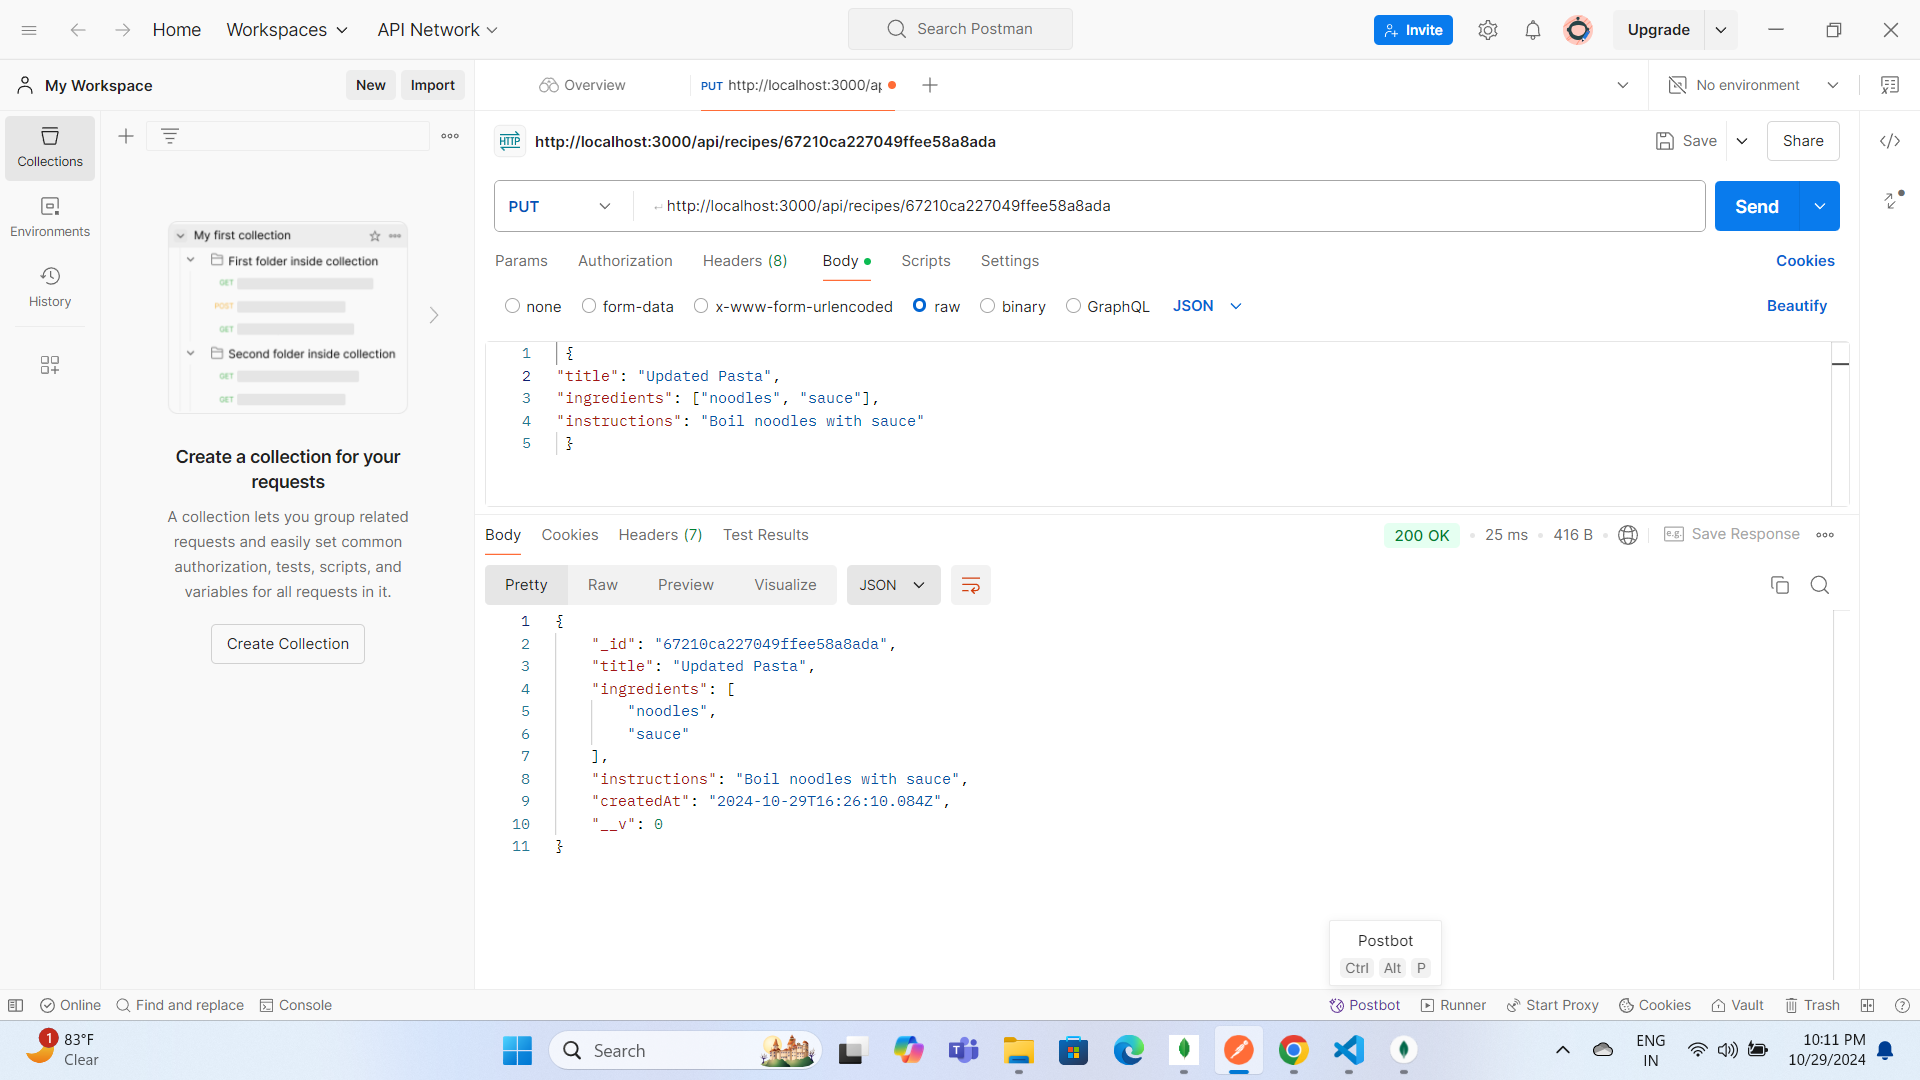 Home
Workspaces
API Network
Search Postman
Invite
Upgrade
My Workspace
New
Import
Overview
PUT http://localhost:3000/ap
No environment
Collections
Environments
History
My first collection
First folder inside collection
GET
POST
GET
Second folder inside collection
GET
GET
Create a collection for your
requests
A collection lets you group related
requests and easily set common
authorization, tests, scripts, and
variables for all requests in it.
Create Collection
HTTP
http://localhost:3000/api/recipes/67210ca227049ffee58a8ada
Save
Share
PUT
http://localhost:3000/api/recipes/67210ca227049ffee58a8ada
Send
Params
Authorization
Headers (8)
Body
Scripts
Settings
Cookies
none
form-data
x-www-form-urlencoded
raw
binary
GraphQL
JSON
Beautify
1 {
2 "title": "Updated Pasta",
3 "ingredients": ["noodles", "sauce"],
4 "instructions": "Boil noodles with sauce"
5 }
Body
Cookies
Headers (7)
Test Results
200 OK
25 ms
416 B
e.g.
Save Response
Pretty
Raw
Preview
Visualize
JSON
1 {
2 "_id": "67210ca227049ffee58a8ada",
3 "title": "Updated Pasta",
4 "ingredients": [
5 "noodles",
6 "sauce"
7 ],
8 "instructions": "Boil noodles with sauce",
9 "createdAt": "2024-10-29T16:26:10.084Z",
10 "__v": 0
11 }
Postbot
Ctrl Alt P
Online
Find and replace
Console
Postbot
Runner
Start Proxy
Cookies
Vault
Trash
1
83°F
Clear
Search
ENG
IN
10:11 PM
10/29/2024